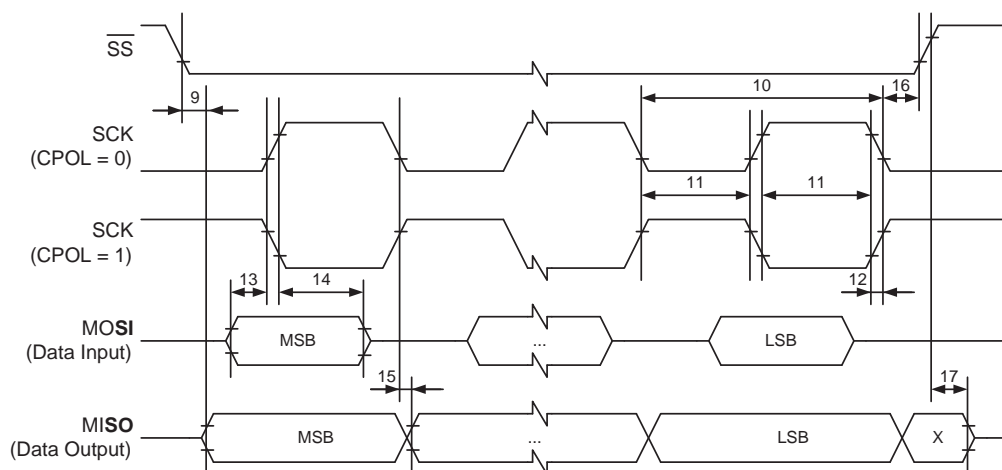 SS
9
10
16
SCK
(CPOL = 0)
11
11
SCK
(CPOL = 1)
13
14
12
MOSI
(Data Input)
MSB
...
LSB
15
17
MISO
(Data Output)
MSB
...
LSB
X